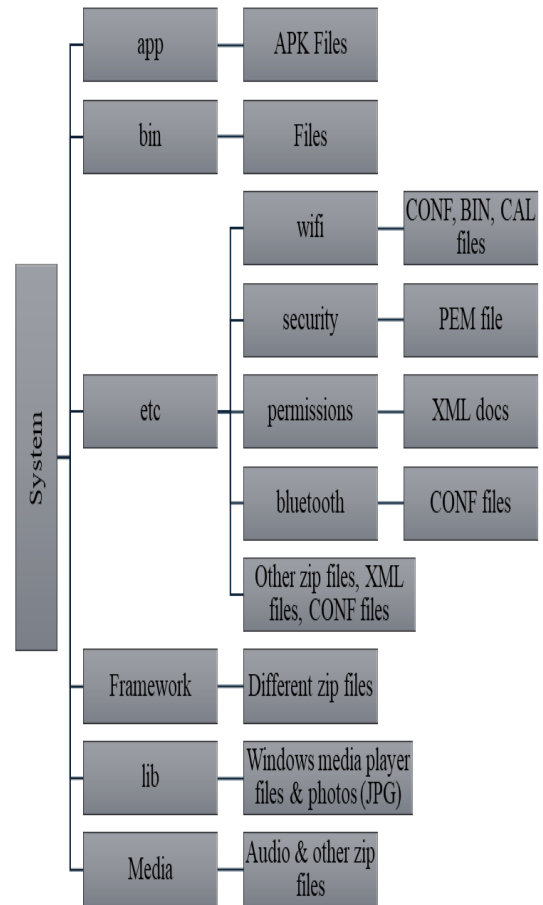 System
app
APK Files
bin
Files
etc
wifi
CONF, BIN, CAL
files
security
PEM file
permissions
XML docs
bluetooth
CONF files
Other zip files, XML
files, CONF files
Framework
Different zip files
lib
Windows media player
files & photos (JPG)
Media
Audio & other zip
files